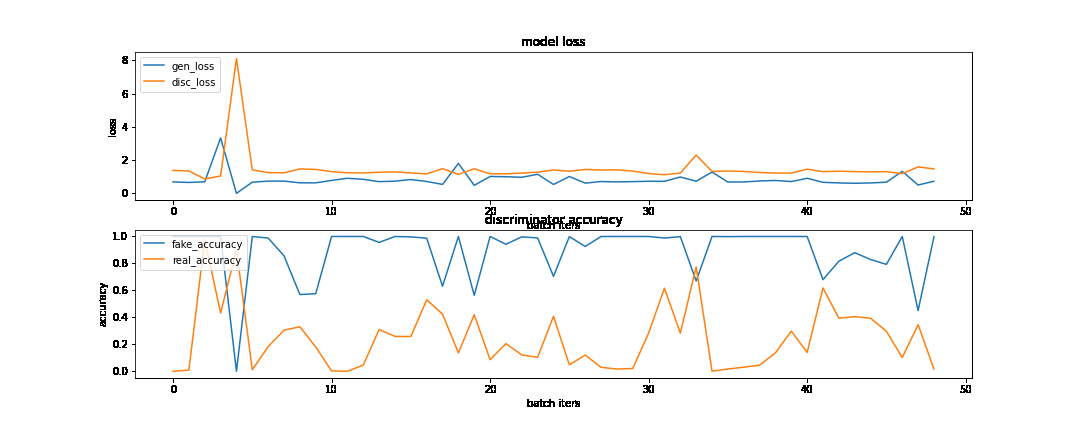 model loss
8
6
4
2
0
loss
gen_loss
disc_loss
0 10 20 30 40 50
batch iters
discriminator accuracy
1.0
0.8
0.6
0.4
0.2
0.0
accuracy
fake_accuracy
real_accuracy
0 10 20 30 40 50
batch iters